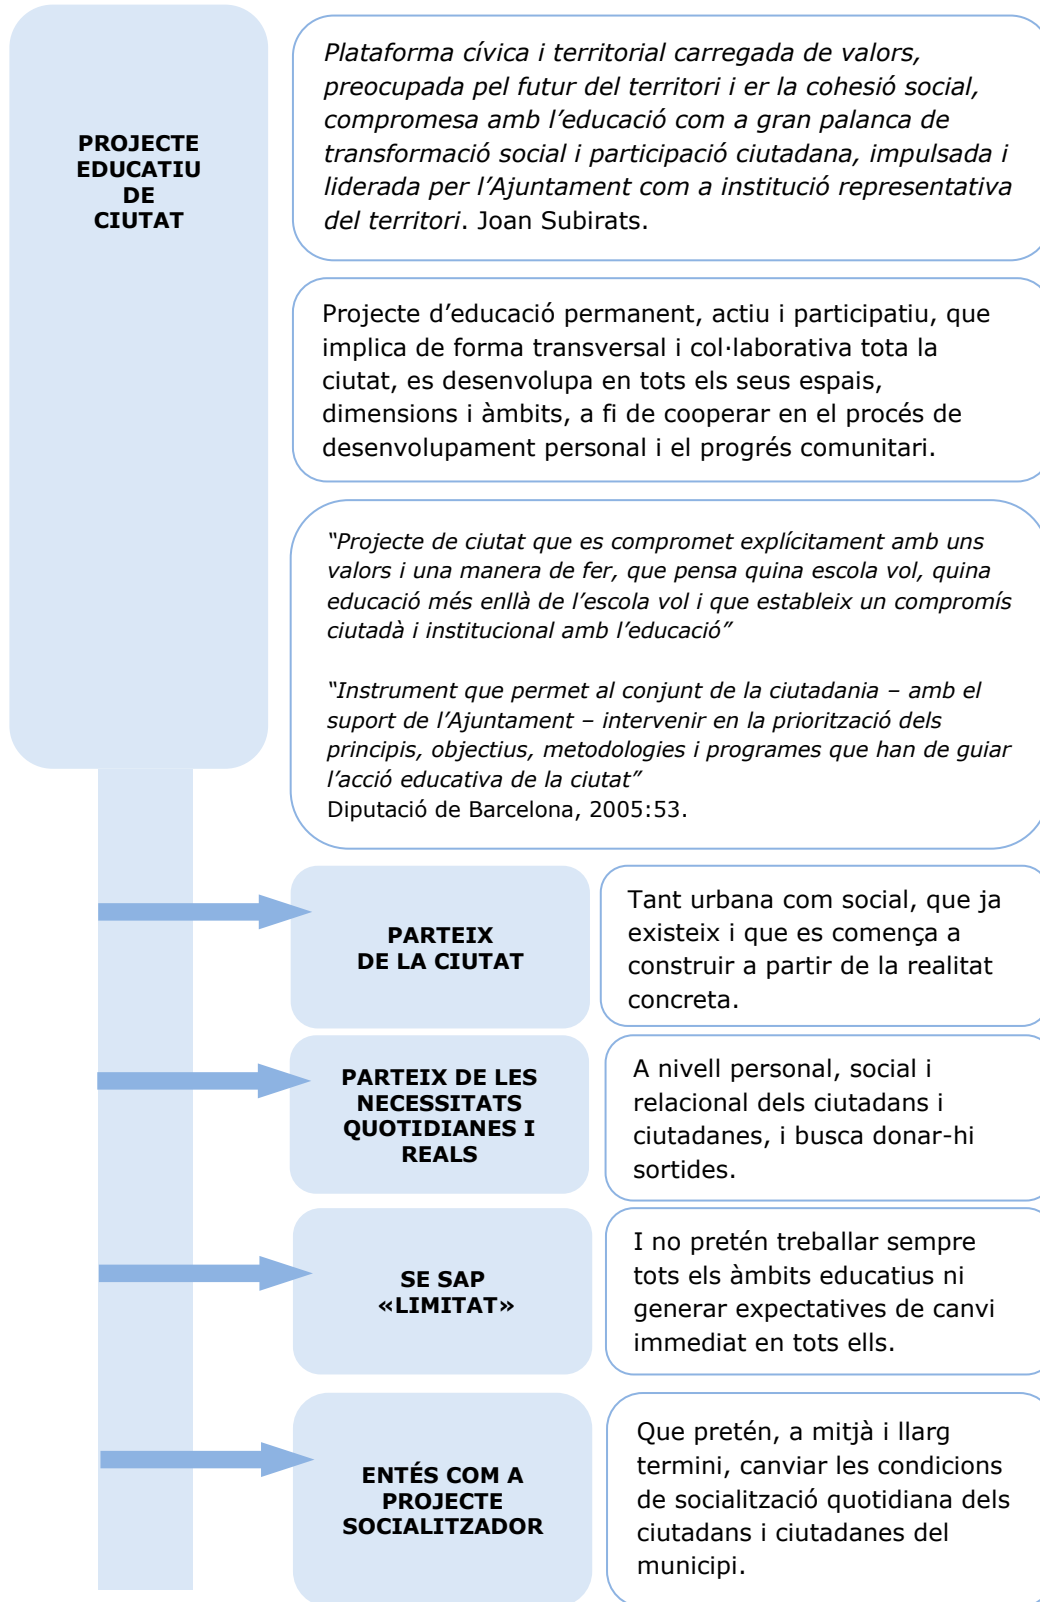 PROJECTE
EDUCATIU
DE
CIUTAT
Plataforma cívica i territorial carregada de valors,
preocupada pel futur del territori i er la cohesió social,
compromesa amb l'educació com a gran palanca de
transformació social i participació ciutadana, impulsada i
liderada per l'Ajuntament com a institució representativa
del territori. Joan Subirats.
Projecte d'educació permanent, actiu i participatiu, que
implica de forma transversal i col·laborativa tota la
ciutat, es desenvolupa en tots els seus espais,
dimensions i àmbits, a fi de cooperar en el procés de
desenvolupament personal i el progrés comunitari.
“Projecte de ciutat que es compromet explícitament amb uns
valors i una manera de fer, que pensa quina escola vol, quina
educació més enllà de l'escola vol i que estableix un compromís
ciutadà i institucional amb l'educació”
“Instrument que permet al conjunt de la ciutadania – amb el
suport de l'Ajuntament – intervenir en la priorització dels
principis, objectius, metodologies i programes que han de guiar
l'acció educativa de la ciutat”
Diputació de Barcelona, 2005:53.
PARTEIX
DE LA CIUTAT
Tant urbana com social, que ja
existeix i que es comença a
construir a partir de la realitat
concreta.
PARTEIX DE LES
NECESSITATS
QUOTIDIANES I
REALS
A nivell personal, social i
relacional dels ciutadans i
ciutadanes, i busca donar-hi
sortides.
SE SAP
«LIMITAT»
I no pretén treballar sempre
tots els àmbits educatius ni
generar expectatives de canvi
immediat en tots ells.
ENTÉS COM A
PROJECTE
SOCIALITZADOR
Que pretén, a mitjà i llarg
termini, canviar les condicions
de socialització quotidiana dels
ciutadans i ciutadanes del
municipi.